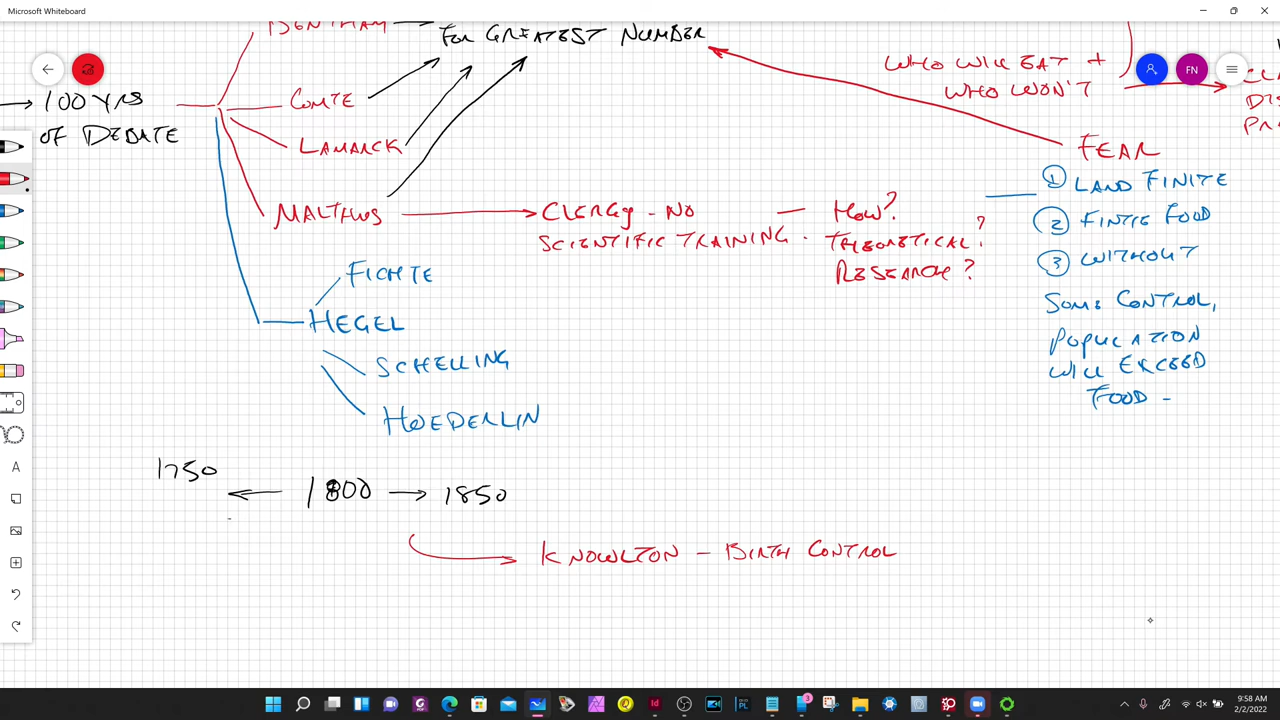 Microsoft Whiteboard
BENTHAM
FOR GREATEST NUMBER
WHO WILL EAT +
WHO WON'T
FN
100 YRS
OF DEBATE
COMTE
LAMARCK
MALTHUS
CLERGY - NO
SCIENTIFIC TRAINING.
HOW?
THEORETICAL?
RESEARCH?
FEAR
1 LAND FINITE
2 FINTIE FOOD
3 WITHOUT
SOME CONTROL,
POPULATION
WILL EXCEED
FOOD -
FICHTE
HEGEL
SCHELLING
HOEDERLIN
1750
1800
1850
KNOWLTON - BIRTH CONTROL
9:58 AM
2/2/2022